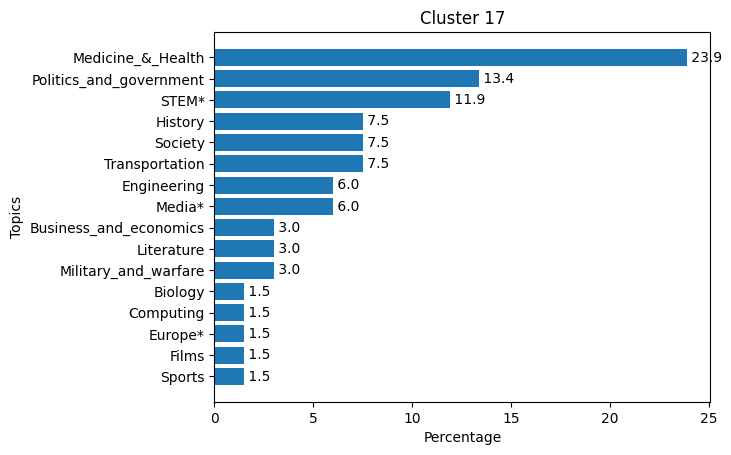 Cluster 17
Topics
Medicine_&_Health 23.9
Politics_and_government 13.4
STEM* 11.9
History 7.5
Society 7.5
Transportation 7.5
Engineering 6.0
Media* 6.0
Business_and_economics 3.0
Literature 3.0
Military_and_warfare 3.0
Biology 1.5
Computing 1.5
Europe* 1.5
Films 1.5
Sports 1.5
0 5 10 15 20 25
Percentage